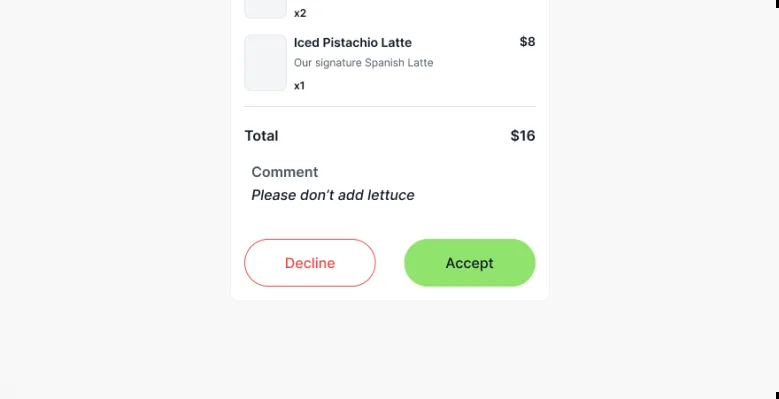 x2
Iced Pistachio Latte $8
Our signature Spanish Latte
x1
Total $16
Comment
Please don’t add lettuce
Decline Accept